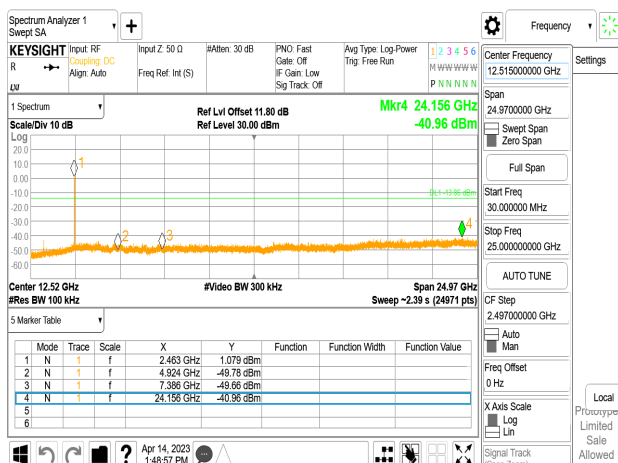 Spectrum Analyzer 1
Swept SA
Frequency
KEYSIGHT
R
Input: RF
Coupling: DC
Align: Auto
Input Z: 50 Ω
Freq Ref: Int (S)
#Atten: 30 dB
PNO: Fast
Gate: Off
IF Gain: Low
Sig Track: Off
Avg Type: Log-Power
Trig: Free Run
1 2 3 4 5 6
M W W W W W
P N N N N N
1 Spectrum
Scale/Div 10 dB
Ref Lvl Offset 11.80 dB
Ref Level 30.00 dBm
Mkr4 24.156 GHz
-40.96 dBm
Log
20.0
10.0
0.00
-10.0
-20.0
-30.0
-40.0
-50.0
-60.0
1
2
3
4
DL1 -13.86 dBm
Center 12.52 GHz
#Res BW 100 kHz
#Video BW 300 kHz
Span 24.97 GHz
Sweep ~2.39 s (24971 pts)
5 Marker Table
Mode Trace Scale X Y Function Function Width Function Value
1 N 1 f 2.463 GHz 1.079 dBm
2 N 1 f 4.924 GHz -49.78 dBm
3 N 1 f 7.386 GHz -49.66 dBm
4 N 1 f 24.156 GHz -40.96 dBm
5
6
Apr 14, 2023
1:48:57 PM
Center Frequency
12.515000000 GHz
Span
24.9700000 GHz
Swept Span
Zero Span
Full Span
Start Freq
30.000000 MHz
Stop Freq
25.000000000 GHz
AUTO TUNE
CF Step
2.497000000 GHz
Auto
Man
Freq Offset
0 Hz
X Axis Scale
Log
Lin
Signal Track
(Span Zoom)
Settings
Local
Prototype
Limited
Sale
Allowed